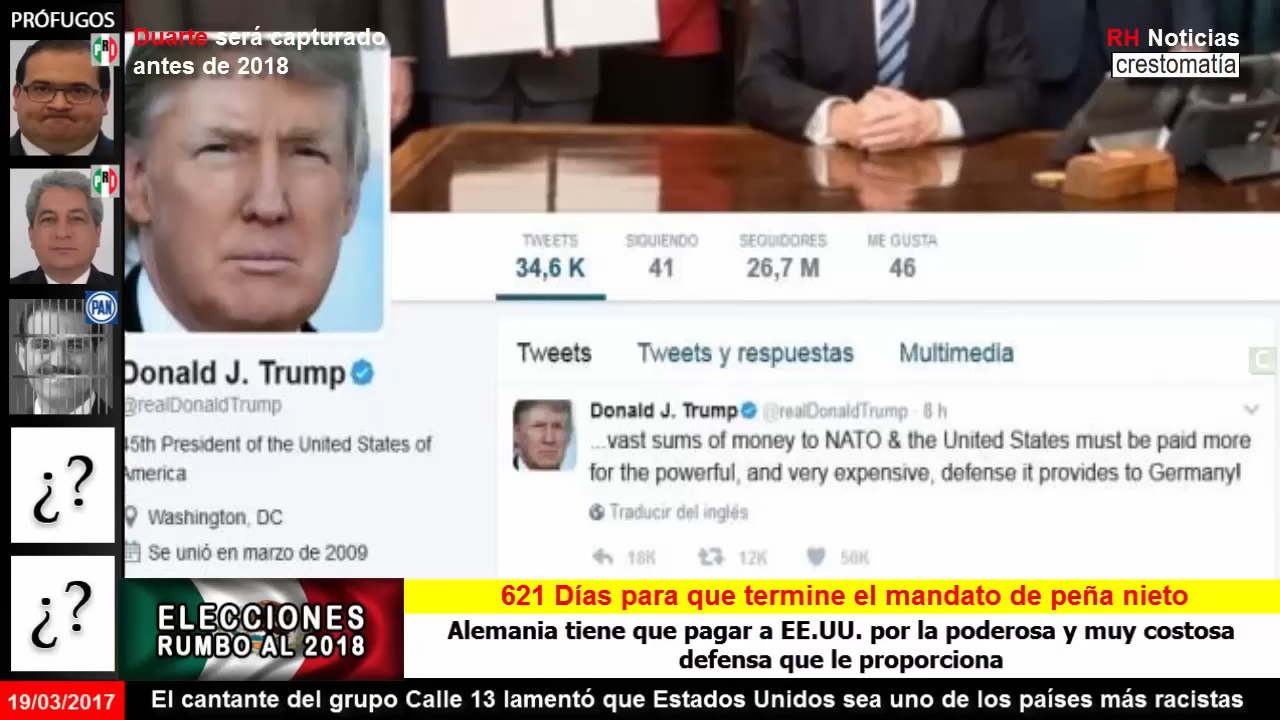 PRÓFUGOS
PRI
PRI
PAN
¿?
¿?
Duarte será capturado
antes de 2018
RH Noticias
crestomatía
TWEETS
34,6 K
SIGUIENDO
41
SEGUIDORES
26,7 M
ME GUSTA
46
Donald J. Trump
@realDonaldTrump
45th President of the United States of
America
Washington, DC
Se unió en marzo de 2009
Tweets
Tweets y respuestas
Multimedia
Donald J. Trump @realDonaldTrump · 8 h
...vast sums of money to NATO & the United States must be paid more
for the powerful, and very expensive, defense it provides to Germany!
Traducir del inglés
18K
12K
50K
C
ELECCIONES
RUMBO AL 2018
621 Días para que termine el mandato de peña nieto
Alemania tiene que pagar a EE.UU. por la poderosa y muy costosa
defensa que le proporciona
19/03/2017
El cantante del grupo Calle 13 lamentó que Estados Unidos sea uno de los países más racistas